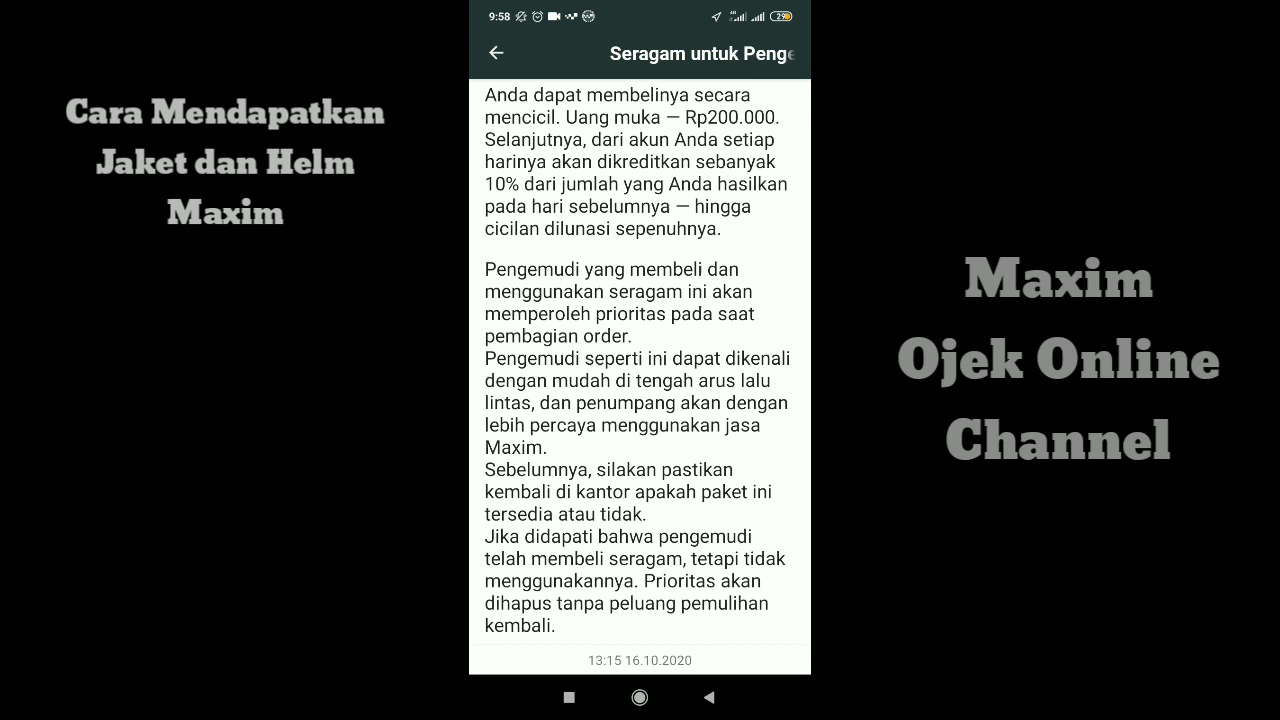 Cara Mendapatkan
Jaket dan Helm
Maxim
9:58
4G
29
Seragam untuk Penge
Anda dapat membelinya secara
mencicil. Uang muka — Rp200.000.
Selanjutnya, dari akun Anda setiap
harinya akan dikreditkan sebanyak
10% dari jumlah yang Anda hasilkan
pada hari sebelumnya — hingga
cicilan dilunasi sepenuhnya.
Pengemudi yang membeli dan
menggunakan seragam ini akan
memperoleh prioritas pada saat
pembagian order.
Pengemudi seperti ini dapat dikenali
dengan mudah di tengah arus lalu
lintas, dan penumpang akan dengan
lebih percaya menggunakan jasa
Maxim.
Sebelumnya, silakan pastikan
kembali di kantor apakah paket ini
tersedia atau tidak.
Jika didapati bahwa pengemudi
telah membeli seragam, tetapi tidak
menggunakannya. Prioritas akan
dihapus tanpa peluang pemulihan
kembali.
13:15 16.10.2020
Maxim
Ojek Online
Channel